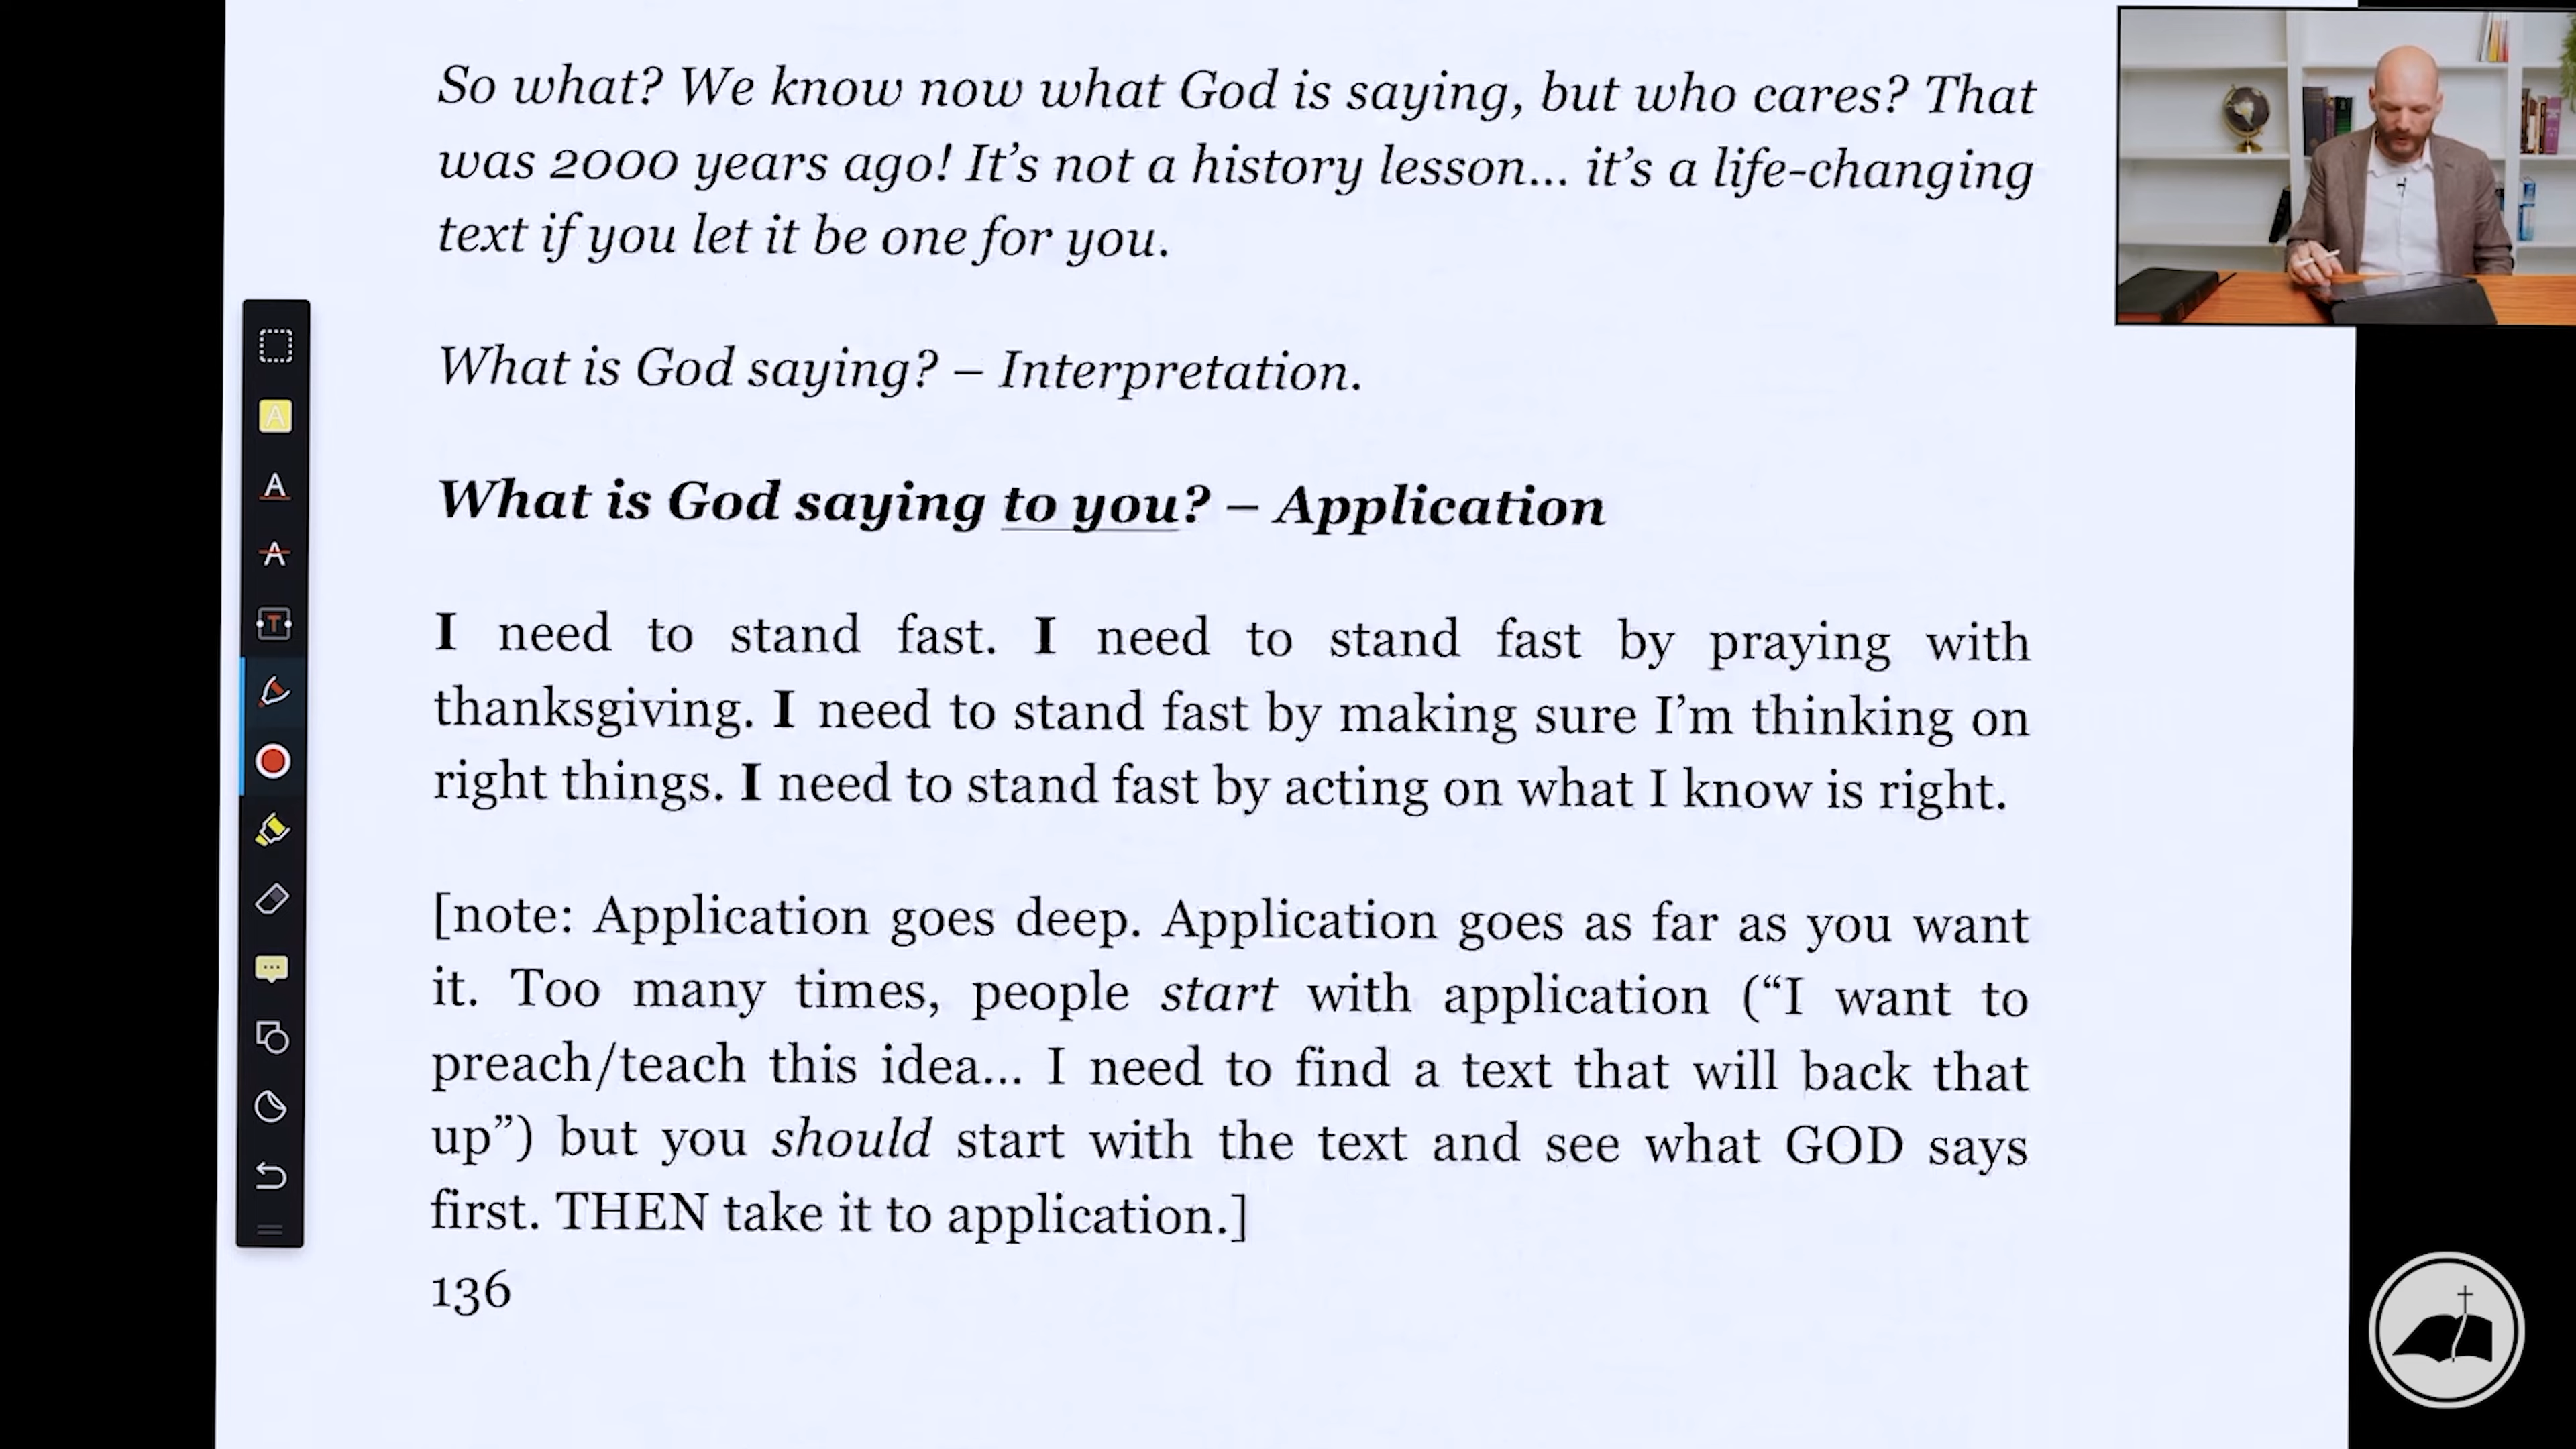 So what? We know now what God is saying, but who cares? That
was 2000 years ago! It's not a history lesson... it's a life-changing
text if you let it be one for you.
What is God saying? – Interpretation.
What is God saying to you? – Application
I need to stand fast. I need to stand fast by praying with
thanksgiving. I need to stand fast by making sure I'm thinking on
right things. I need to stand fast by acting on what I know is right.
[note: Application goes deep. Application goes as far as you want
it. Too many times, people start with application (“I want to
preach/teach this idea... I need to find a text that will back that
up”) but you should start with the text and see what GOD says
first. THEN take it to application.]
136